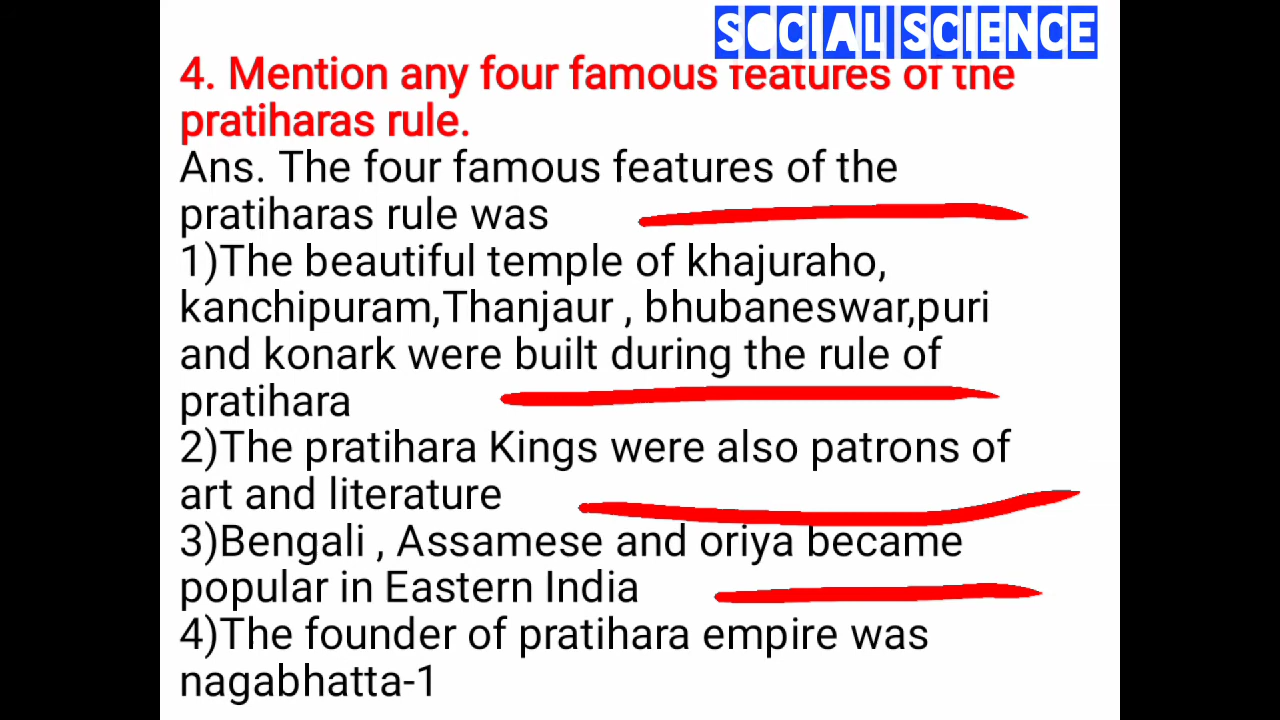 SOCIAL SCIENCE
4. Mention any four famous features of the
pratiharas rule.
Ans. The four famous features of the
pratiharas rule was
1)The beautiful temple of khajuraho,
kanchipuram,Thanjaur , bhubaneswar,puri
and konark were built during the rule of
pratihara
2)The pratihara Kings were also patrons of
art and literature
3)Bengali , Assamese and oriya became
popular in Eastern India
4)The founder of pratihara empire was
nagabhatta-1